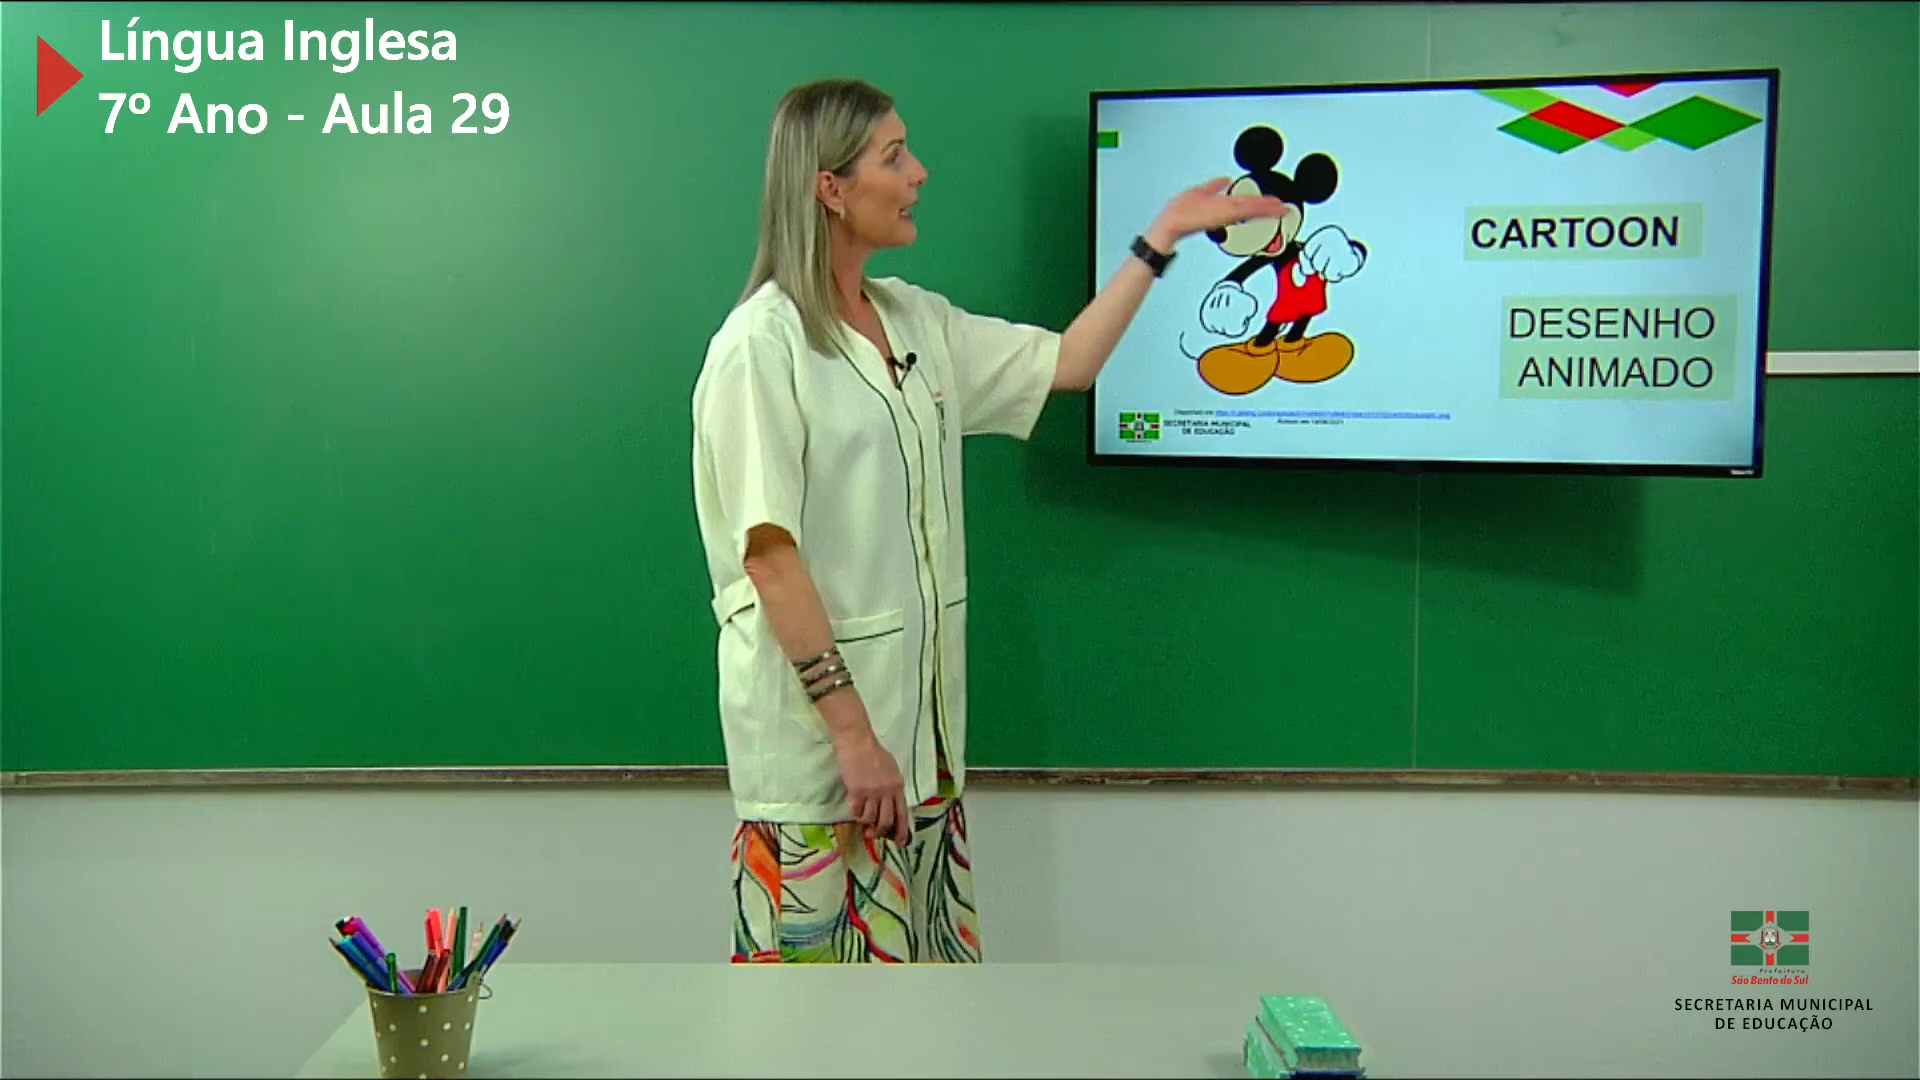 Língua Inglesa
7º Ano - Aula 29
CARTOON
DESENHO
ANIMADO
SECRETARIA MUNICIPAL
DE EDUCAÇÃO
Prefeitura
São Bento do Sul
SECRETARIA MUNICIPAL
DE EDUCAÇÃO